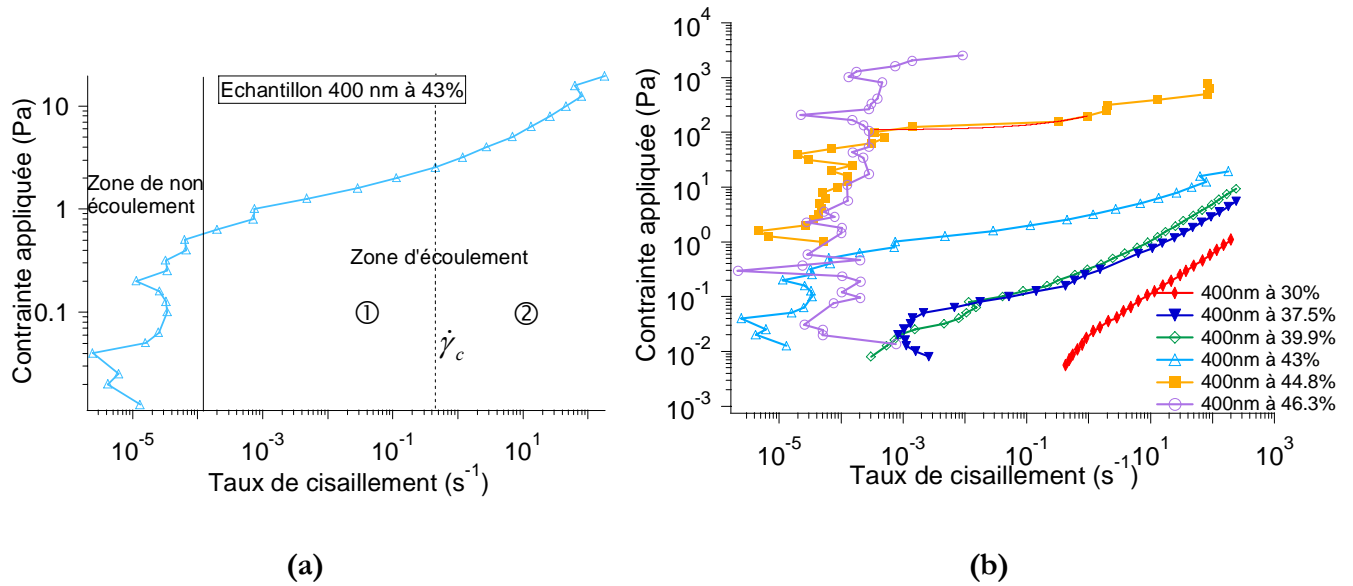 Contrainte appliquée (Pa)
10
1
0.1
Echantillon 400 nm à 43%
Zone de non
écoulement
Zone d'écoulement
①
②
γ̇c
10⁻⁵
10⁻³
10⁻¹
10¹
Taux de cisaillement (s⁻¹)
(a)
Contrainte appliquée (Pa)
10⁴
10³
10²
10¹
10⁰
10⁻¹
10⁻²
10⁻³
400nm à 30%
400nm à 37.5%
400nm à 39.9%
400nm à 43%
400nm à 44.8%
400nm à 46.3%
10⁻⁵
10⁻³
10⁻¹
10¹
10³
Taux de cisaillement (s⁻¹)
(b)